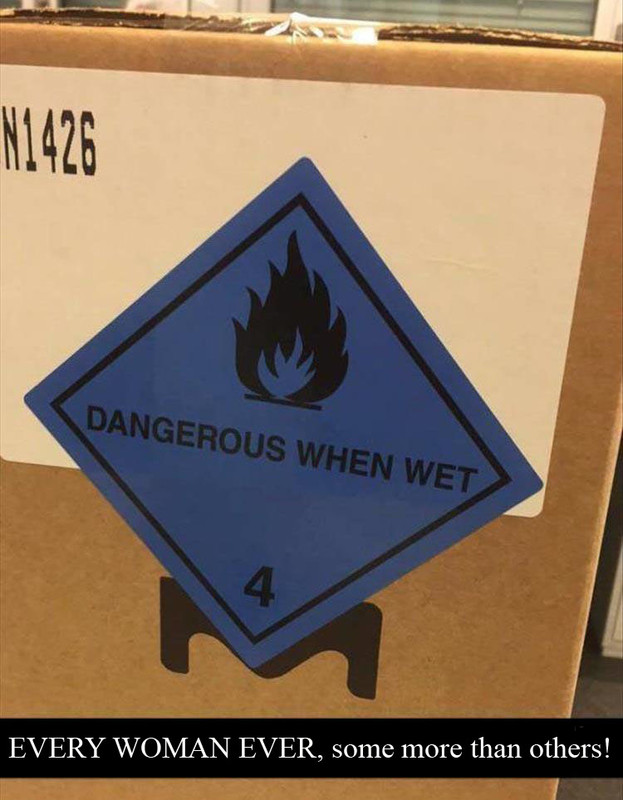 N1426
DANGEROUS WHEN WET
4
EVERY WOMAN EVER, some more than others!